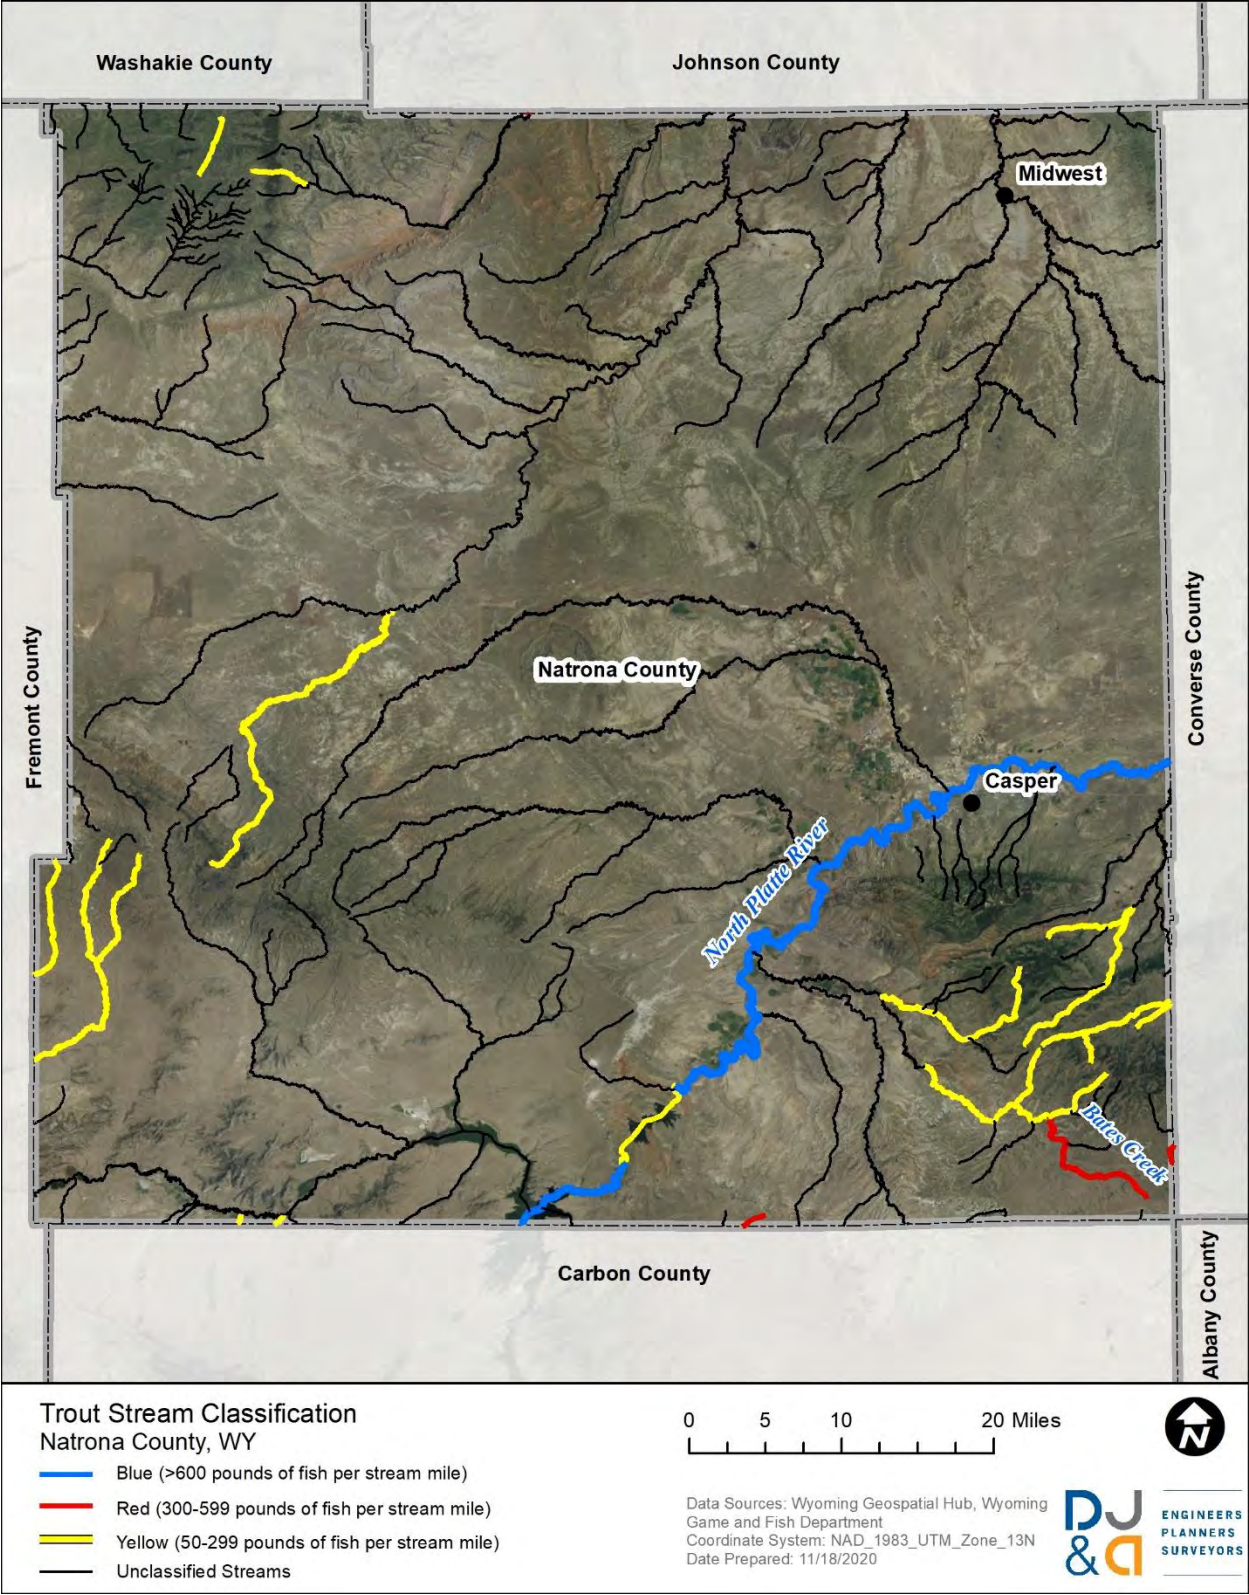 Washakie County
Johnson County
Midwest
Fremont County
Natrona County
Converse County
Casper
North Platte River
Bates Creek
Carbon County
Albany County
Trout Stream Classification
Natrona County, WY
Blue (>600 pounds of fish per stream mile)
Red (300-599 pounds of fish per stream mile)
Yellow (50-299 pounds of fish per stream mile)
Unclassified Streams
0 5 10 20 Miles
N
Data Sources: Wyoming Geospatial Hub, Wyoming
Game and Fish Department
Coordinate System: NAD_1983_UTM_Zone_13N
Date Prepared: 11/18/2020
DJ
&a
ENGINEERS
PLANNERS
SURVEYORS